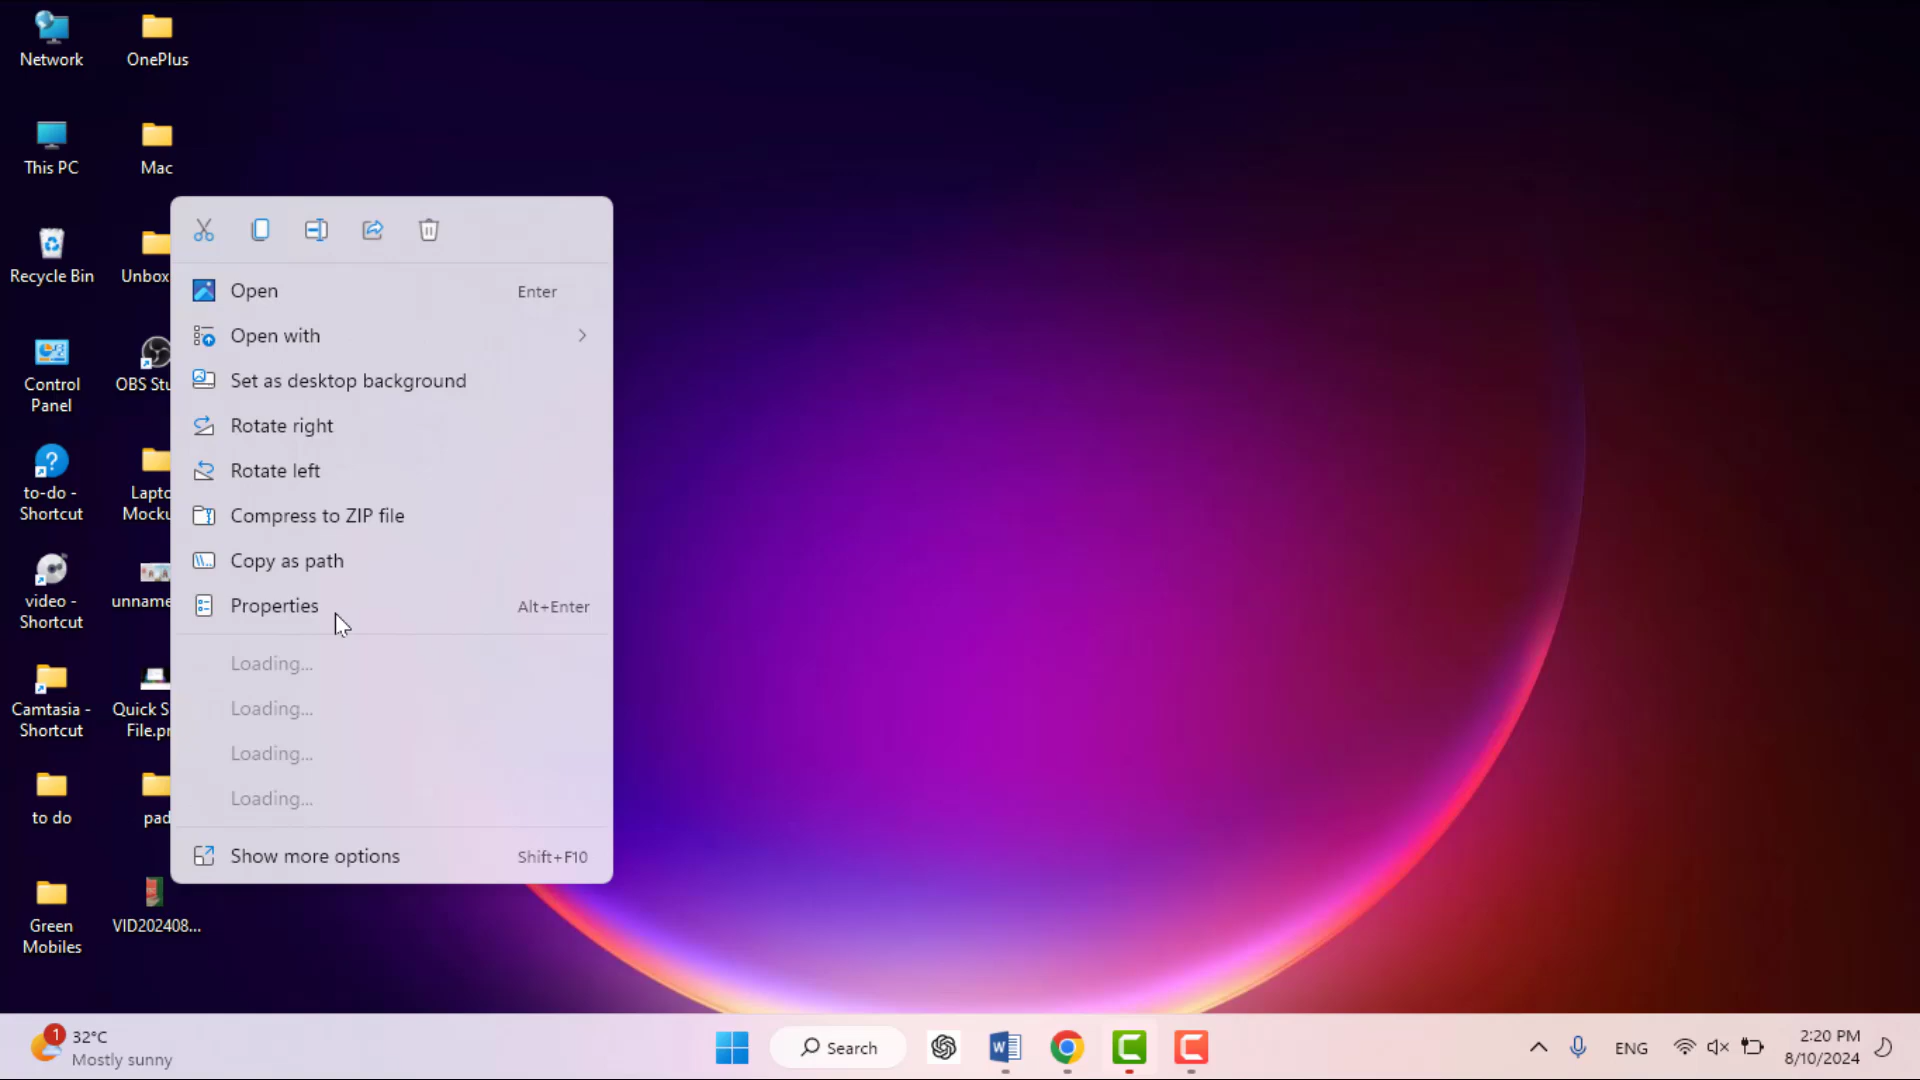 Network
OnePlus
This PC
Mac
Recycle Bin
Unbox
Control
Panel
OBS Stu
to-do -
Shortcut
Lapto
Mocku
video -
Shortcut
unname
Camtasia -
Shortcut
Quick S
File.pr
to do
pad
Green
Mobiles
VID202408...
Open
Enter
Open with
Set as desktop background
Rotate right
Rotate left
Compress to ZIP file
Copy as path
Properties
Alt+Enter
Loading...
Loading...
Loading...
Loading...
Show more options
Shift+F10
1
32°C
Mostly sunny
Search
W
ENG
2:20 PM
8/10/2024